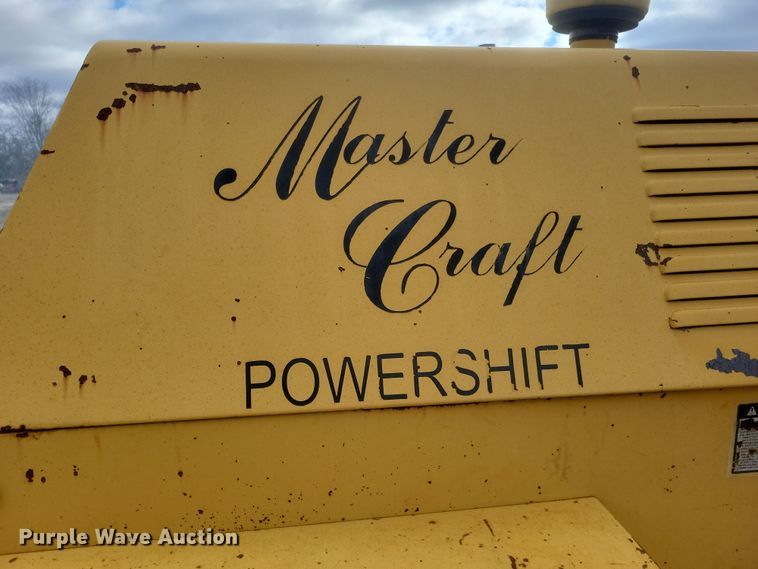 Master
Craft
POWERSHIFT
Purple Wave Auction